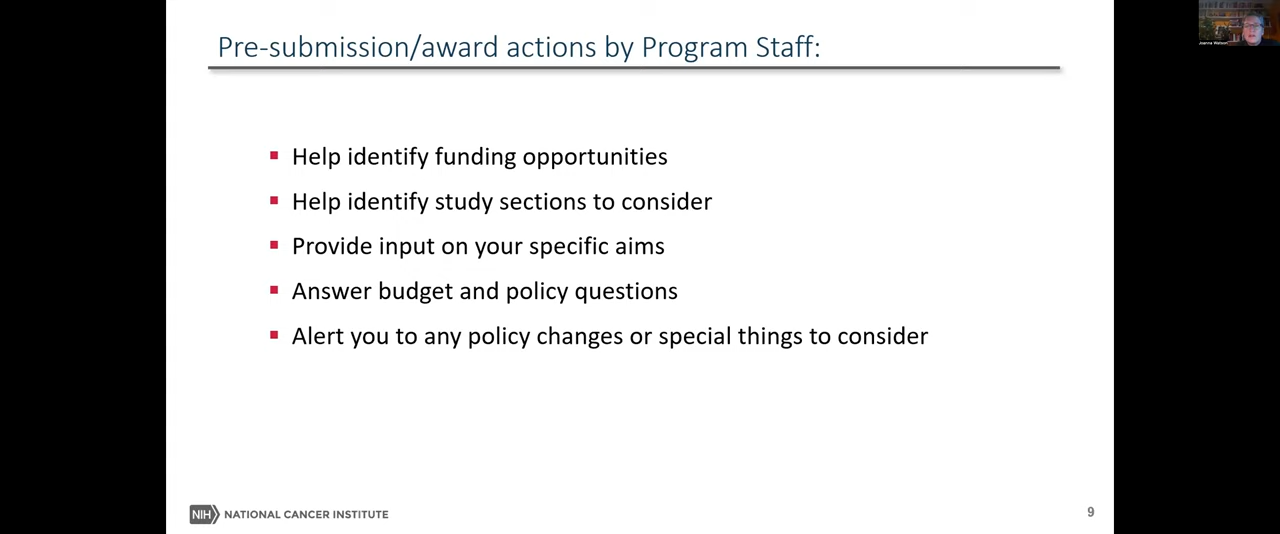 Pre-submission/award actions by Program Staff:
Joanna Watson
Help identify funding opportunities
Help identify study sections to consider
Provide input on your specific aims
Answer budget and policy questions
Alert you to any policy changes or special things to consider
NIH NATIONAL CANCER INSTITUTE
9